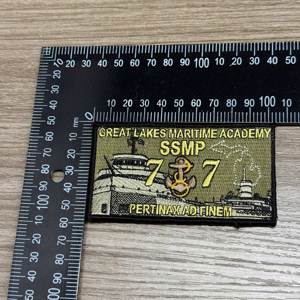 GREAT LAKES MARITIME ACADEMY
SSMP
7 7
PERTINAX AD FINEM